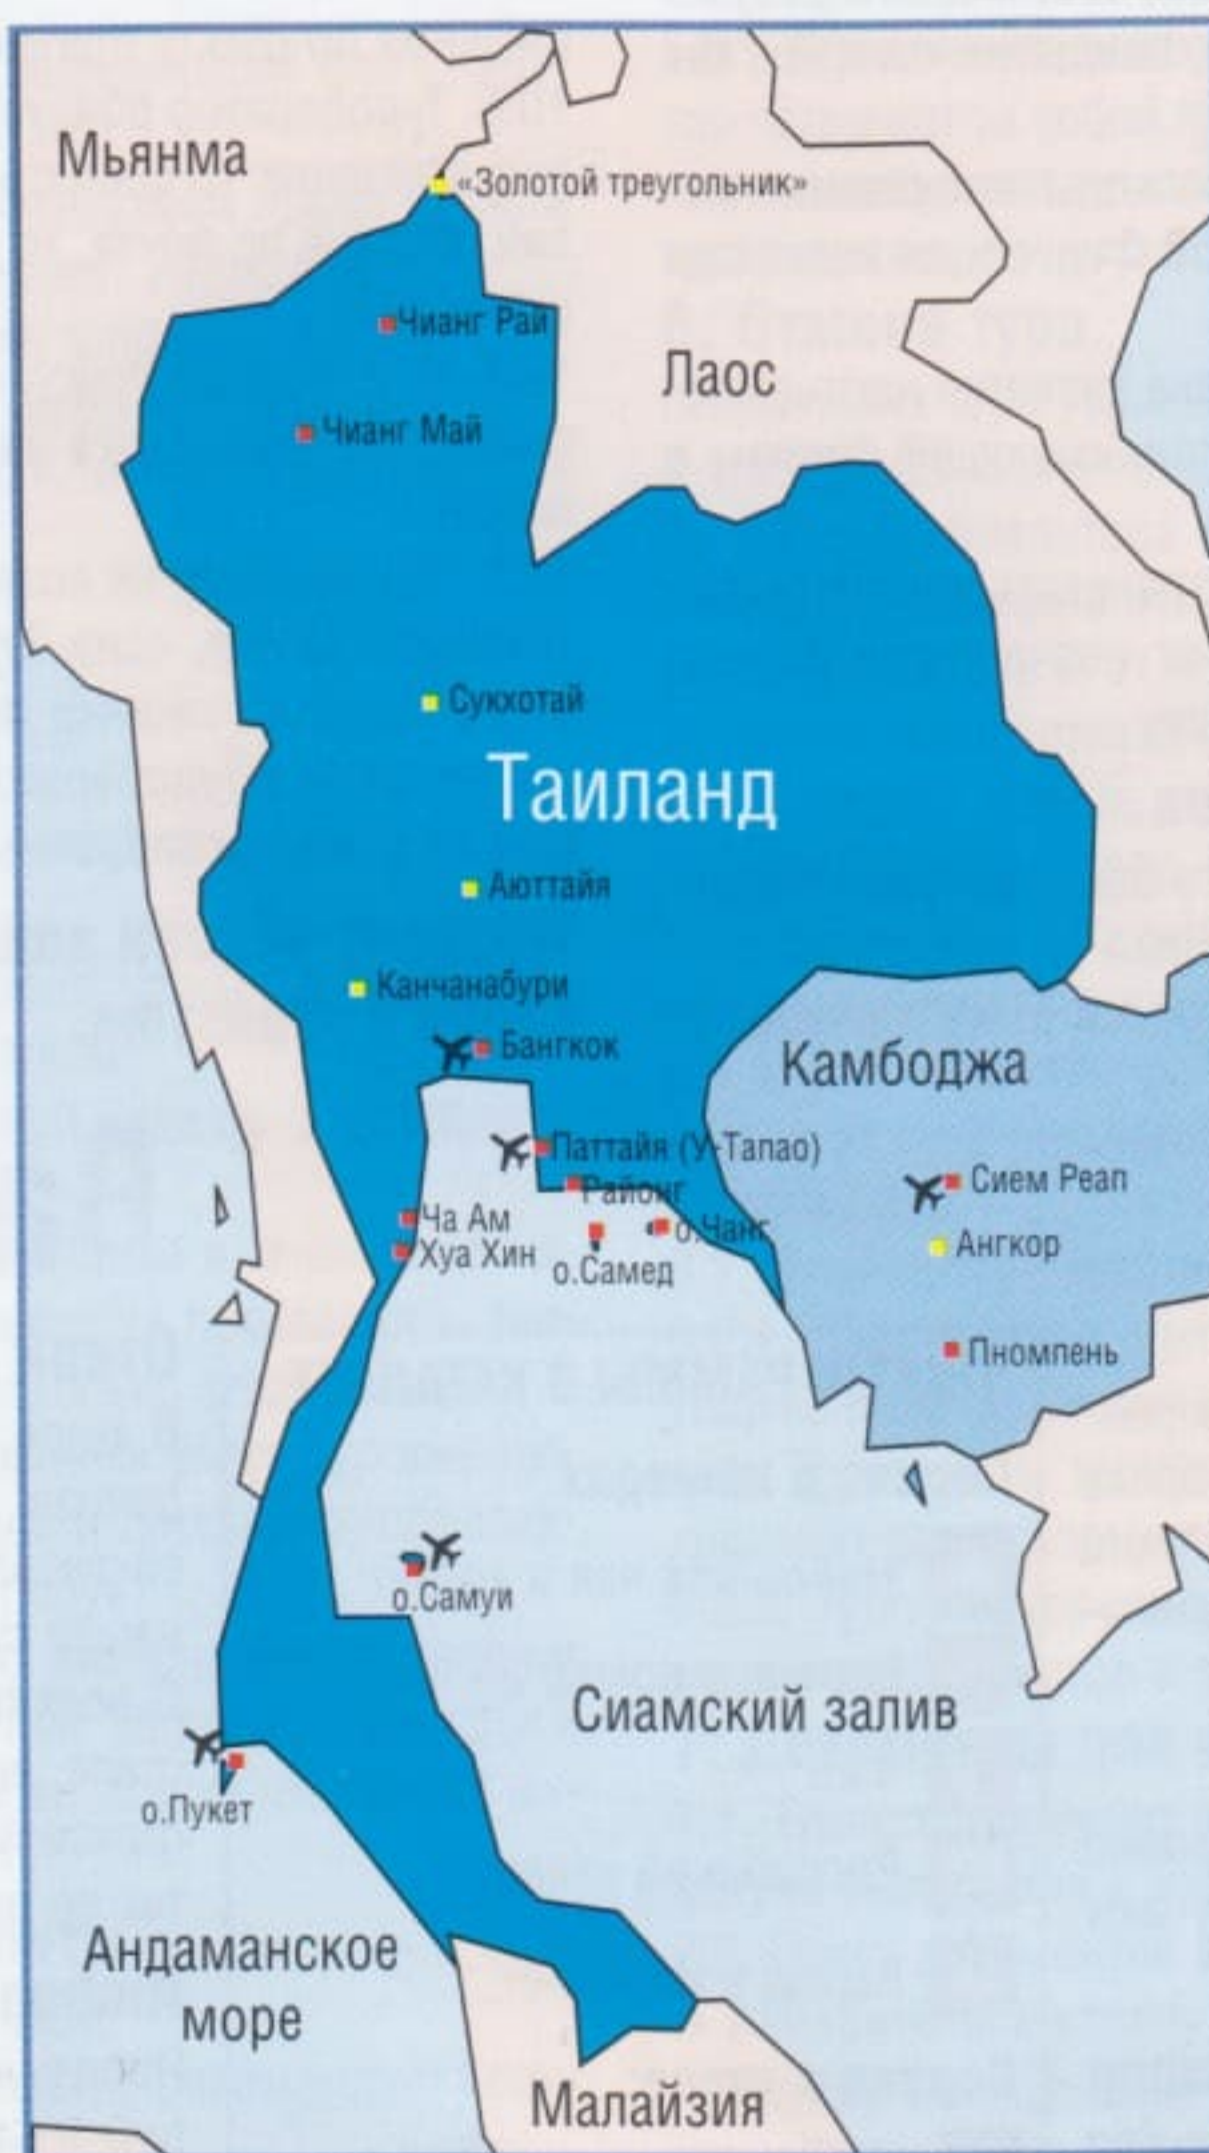 Мьянма
«Золотой треугольник»
Чианг Рай
Лаос
Чианг Май
Сукхотай
Таиланд
Аюттайя
Канчанабури
Бангкок
Камбоджа
Паттайя (У-Тапао)
Сием Реап
Районг
Ча Ам
о.Чанг
Хуа Хин
о.Самед
Ангкор
Пномпень
о.Самуи
Сиамский залив
о.Пукет
Андаманское
море
Малайзия